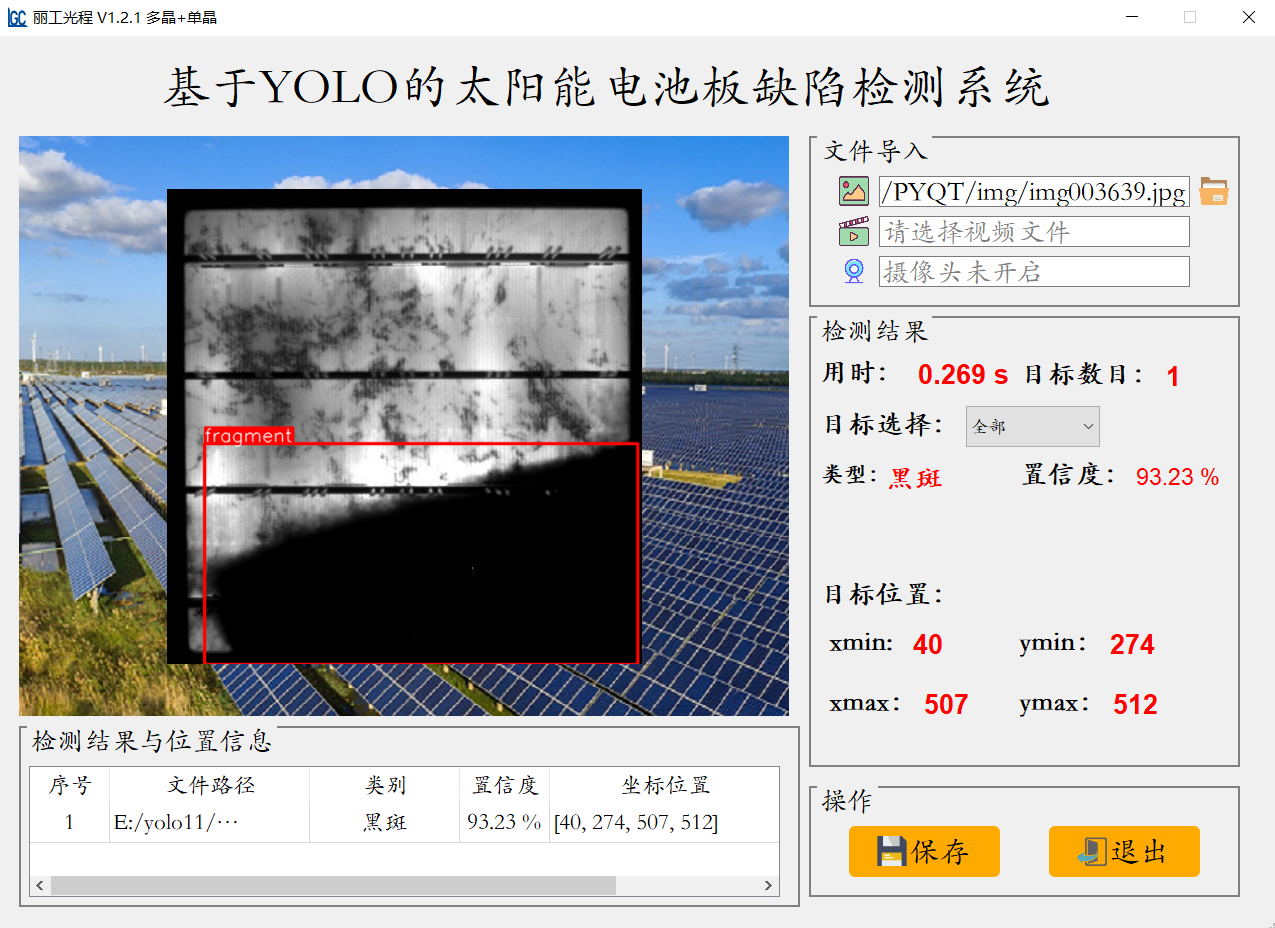 丽工光程 V1.2.1 多晶+单晶
基于YOLO的太阳能电池板缺陷检测系统
fragment
文件导入
/PYQT/img/img003639.jpg
请选择视频文件
摄像头未开启
检测结果
用时： 0.269 s 目标数目： 1
目标选择： 全部
类型： 黑斑 置信度： 93.23 %
目标位置：
xmin: 40 ymin： 274
xmax： 507 ymax： 512
检测结果与位置信息
序号 文件路径 类别 置信度 坐标位置
1 E:/yolo11/… 黑斑 93.23 % [40, 274, 507, 512]
操作
保存 退出